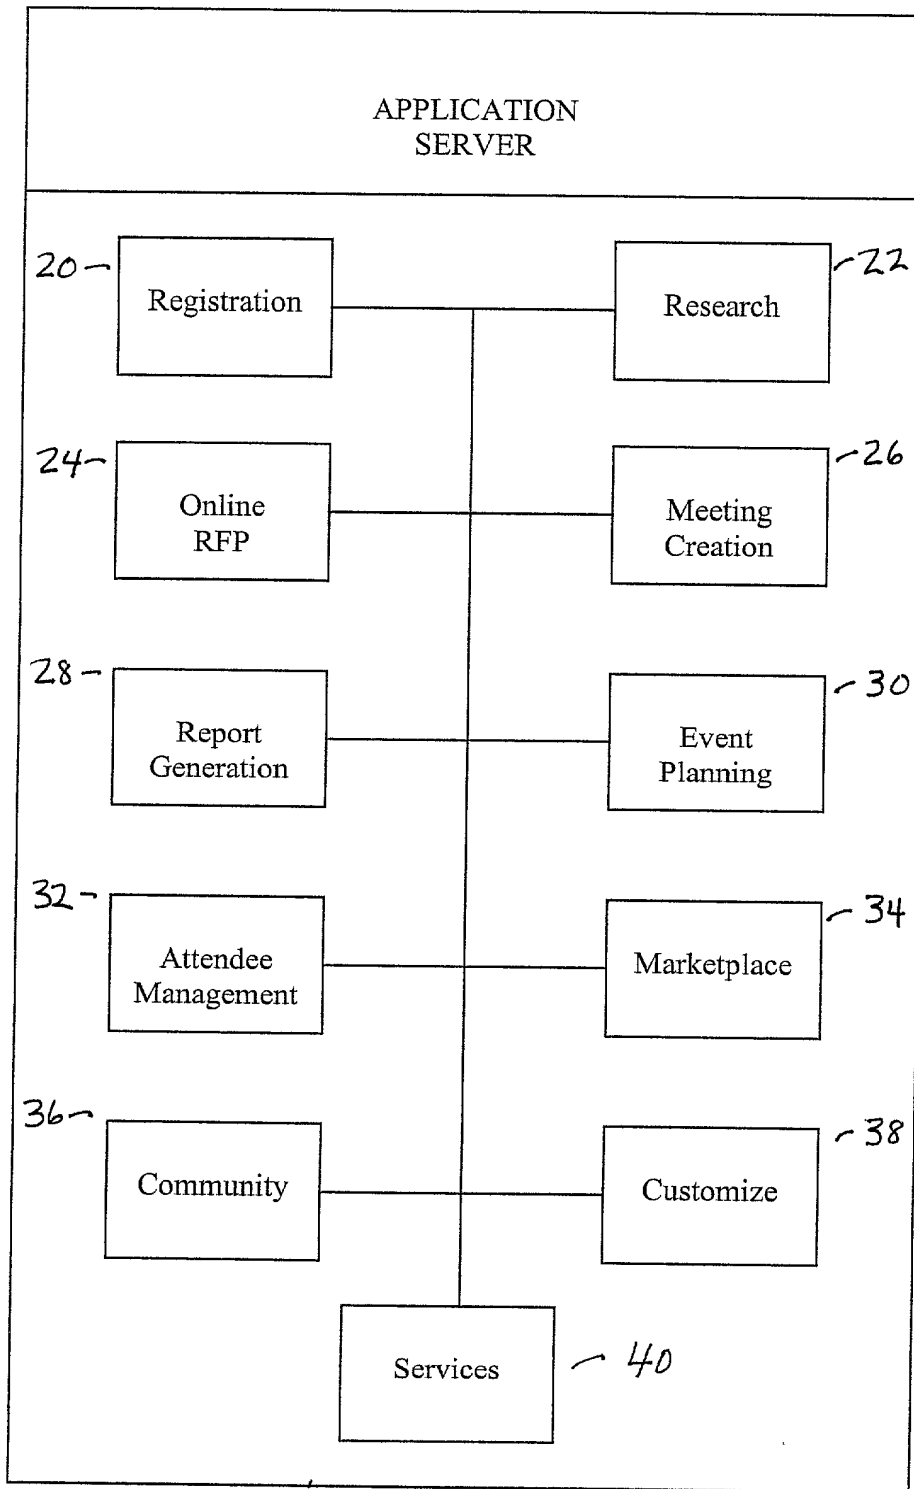 APPLICATION
SERVER
20
Registration
22
Research
24
Online
RFP
26
Meeting
Creation
28
Report
Generation
30
Event
Planning
32
Attendee
Management
34
Marketplace
36
Community
38
Customize
Services
40